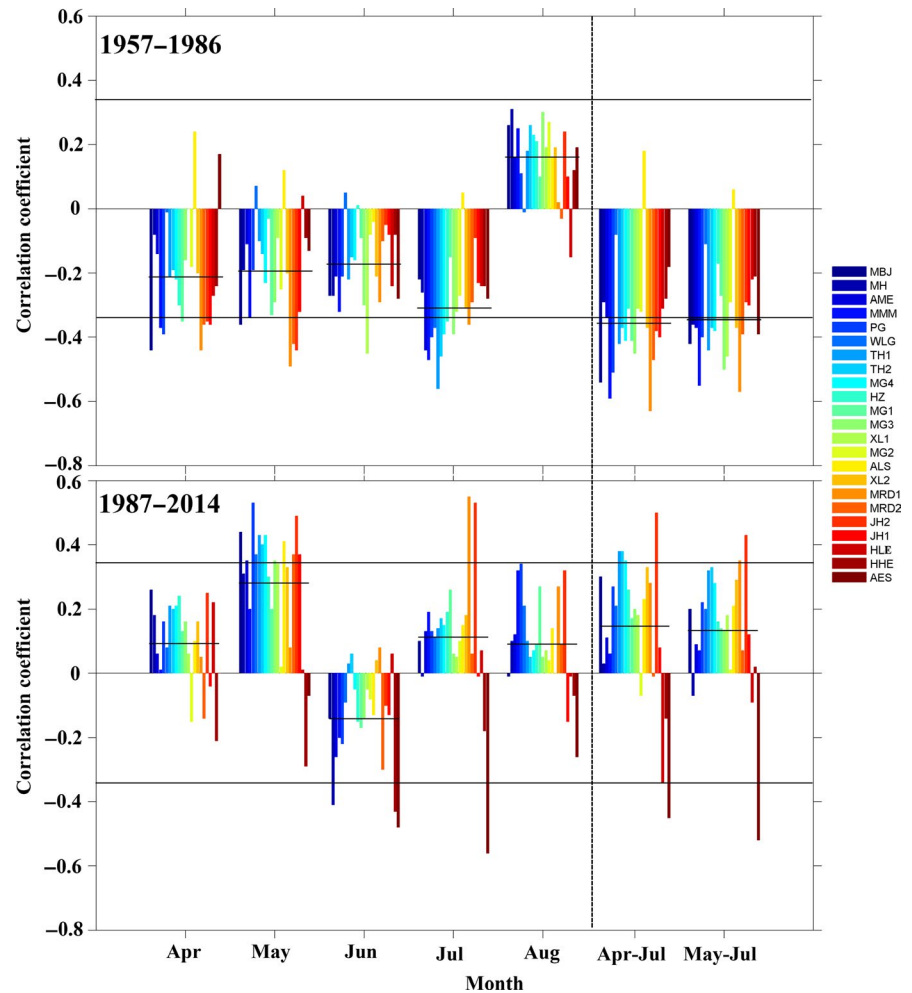 1957–1986
0.6
0.4
0.2
0
−0.2
−0.4
−0.6
−0.8
Correlation coefficient
1987–2014
0.6
0.4
0.2
0
−0.2
−0.4
−0.6
−0.8
Correlation coefficient
Apr May Jun Jul Aug Apr-Jul May-Jul
Month
MBJ
MH
AME
MMM
PG
WLG
TH1
TH2
MG4
HZ
MG1
MG3
XL1
MG2
ALS
XL2
MRD1
MRD2
JH2
JH1
HHE
AES